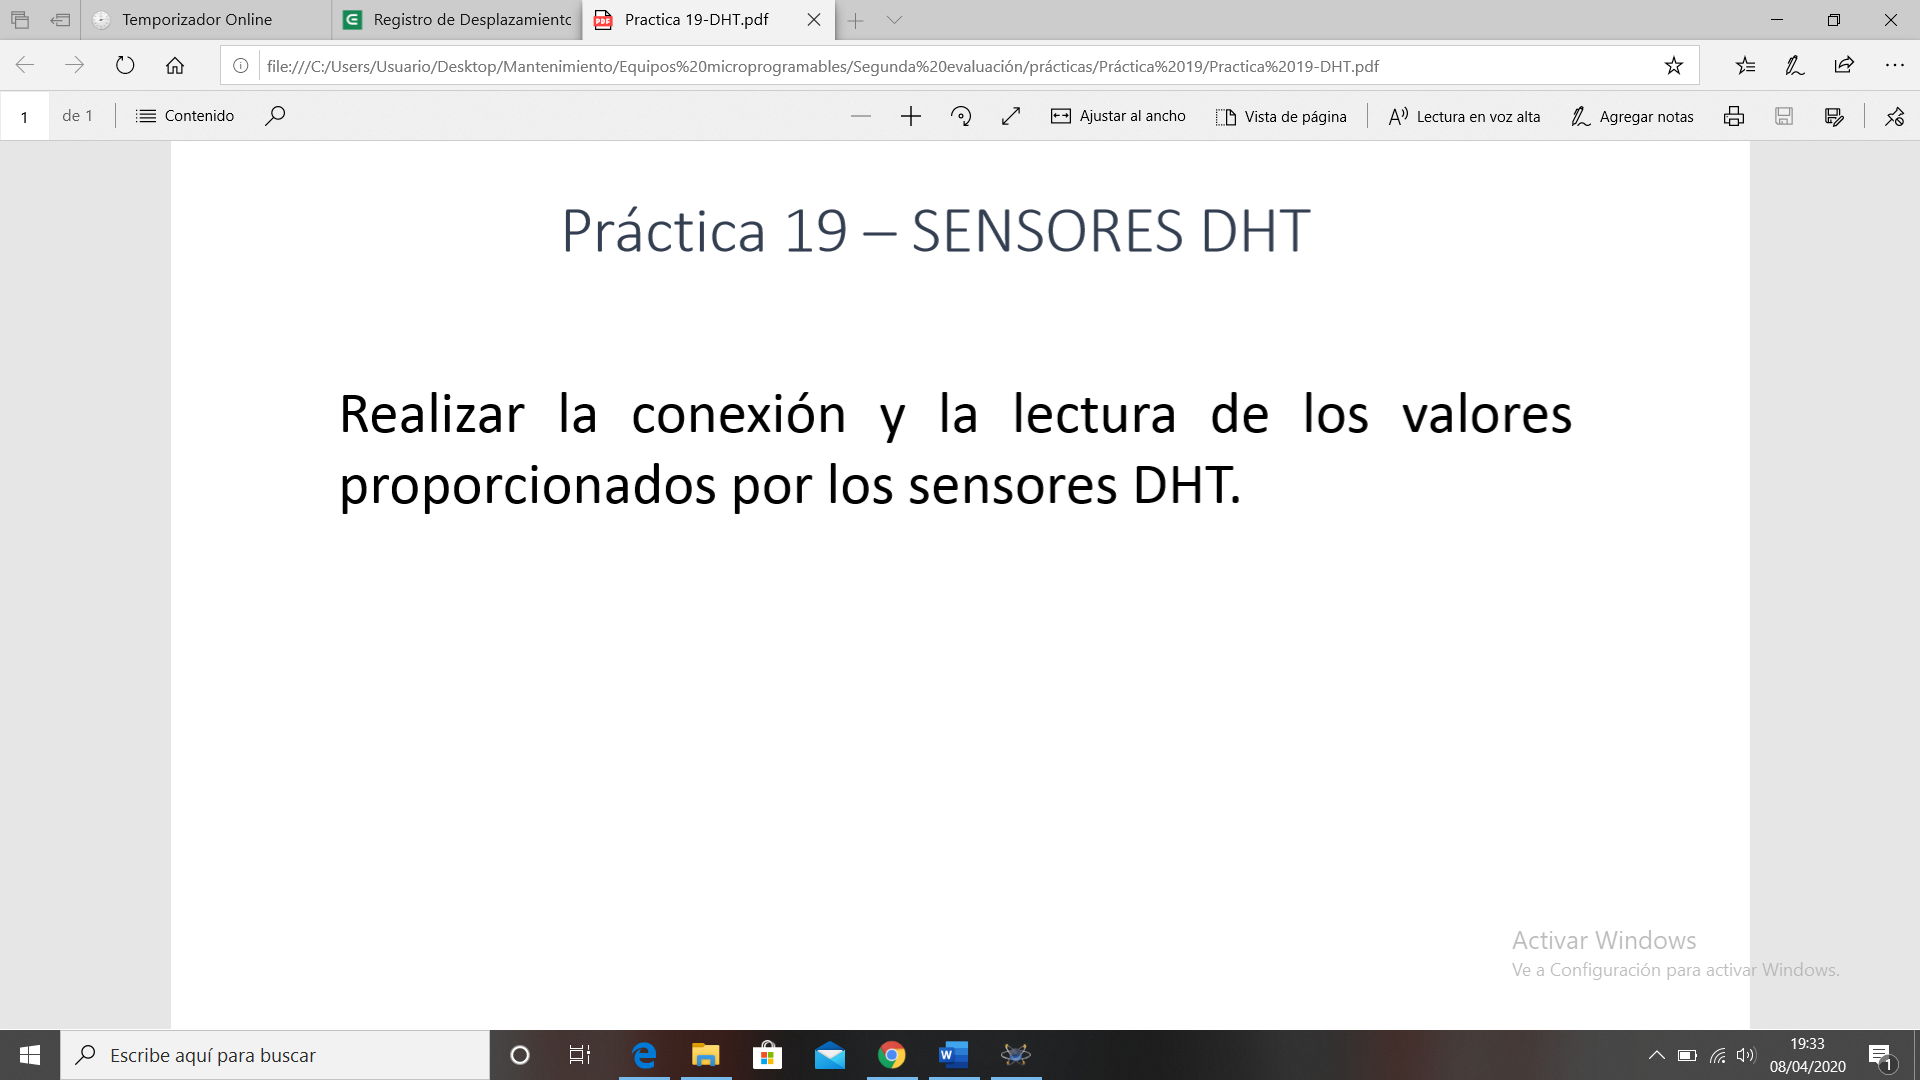 Temporizador Online
Registro de Desplazamiento
Practica 19-DHT.pdf
file:///C:/Users/Usuario/Desktop/Mantenimiento/Equipos%20microprogramables/Segunda%20evaluación/prácticas/Práctica%2019/Practica%2019-DHT.pdf
1 de 1 Contenido Ajustar al ancho Vista de página Lectura en voz alta Agregar notas
Práctica 19 – SENSORES DHT
Realizar la conexión y la lectura de los valores
proporcionados por los sensores DHT.
Activar Windows
Ve a Configuración para activar Windows.
Escribe aquí para buscar
19:33
08/04/2020
1